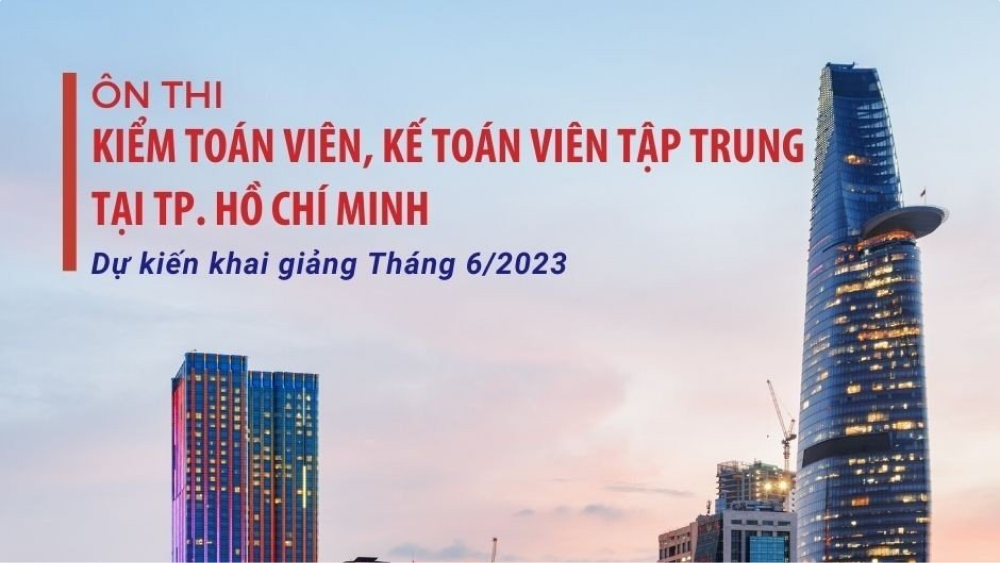 ÔN THI
KIỂM TOÁN VIÊN, KẾ TOÁN VIÊN TẬP TRUNG
TẠI TP. HỒ CHÍ MINH
Dự kiến khai giảng Tháng 6/2023